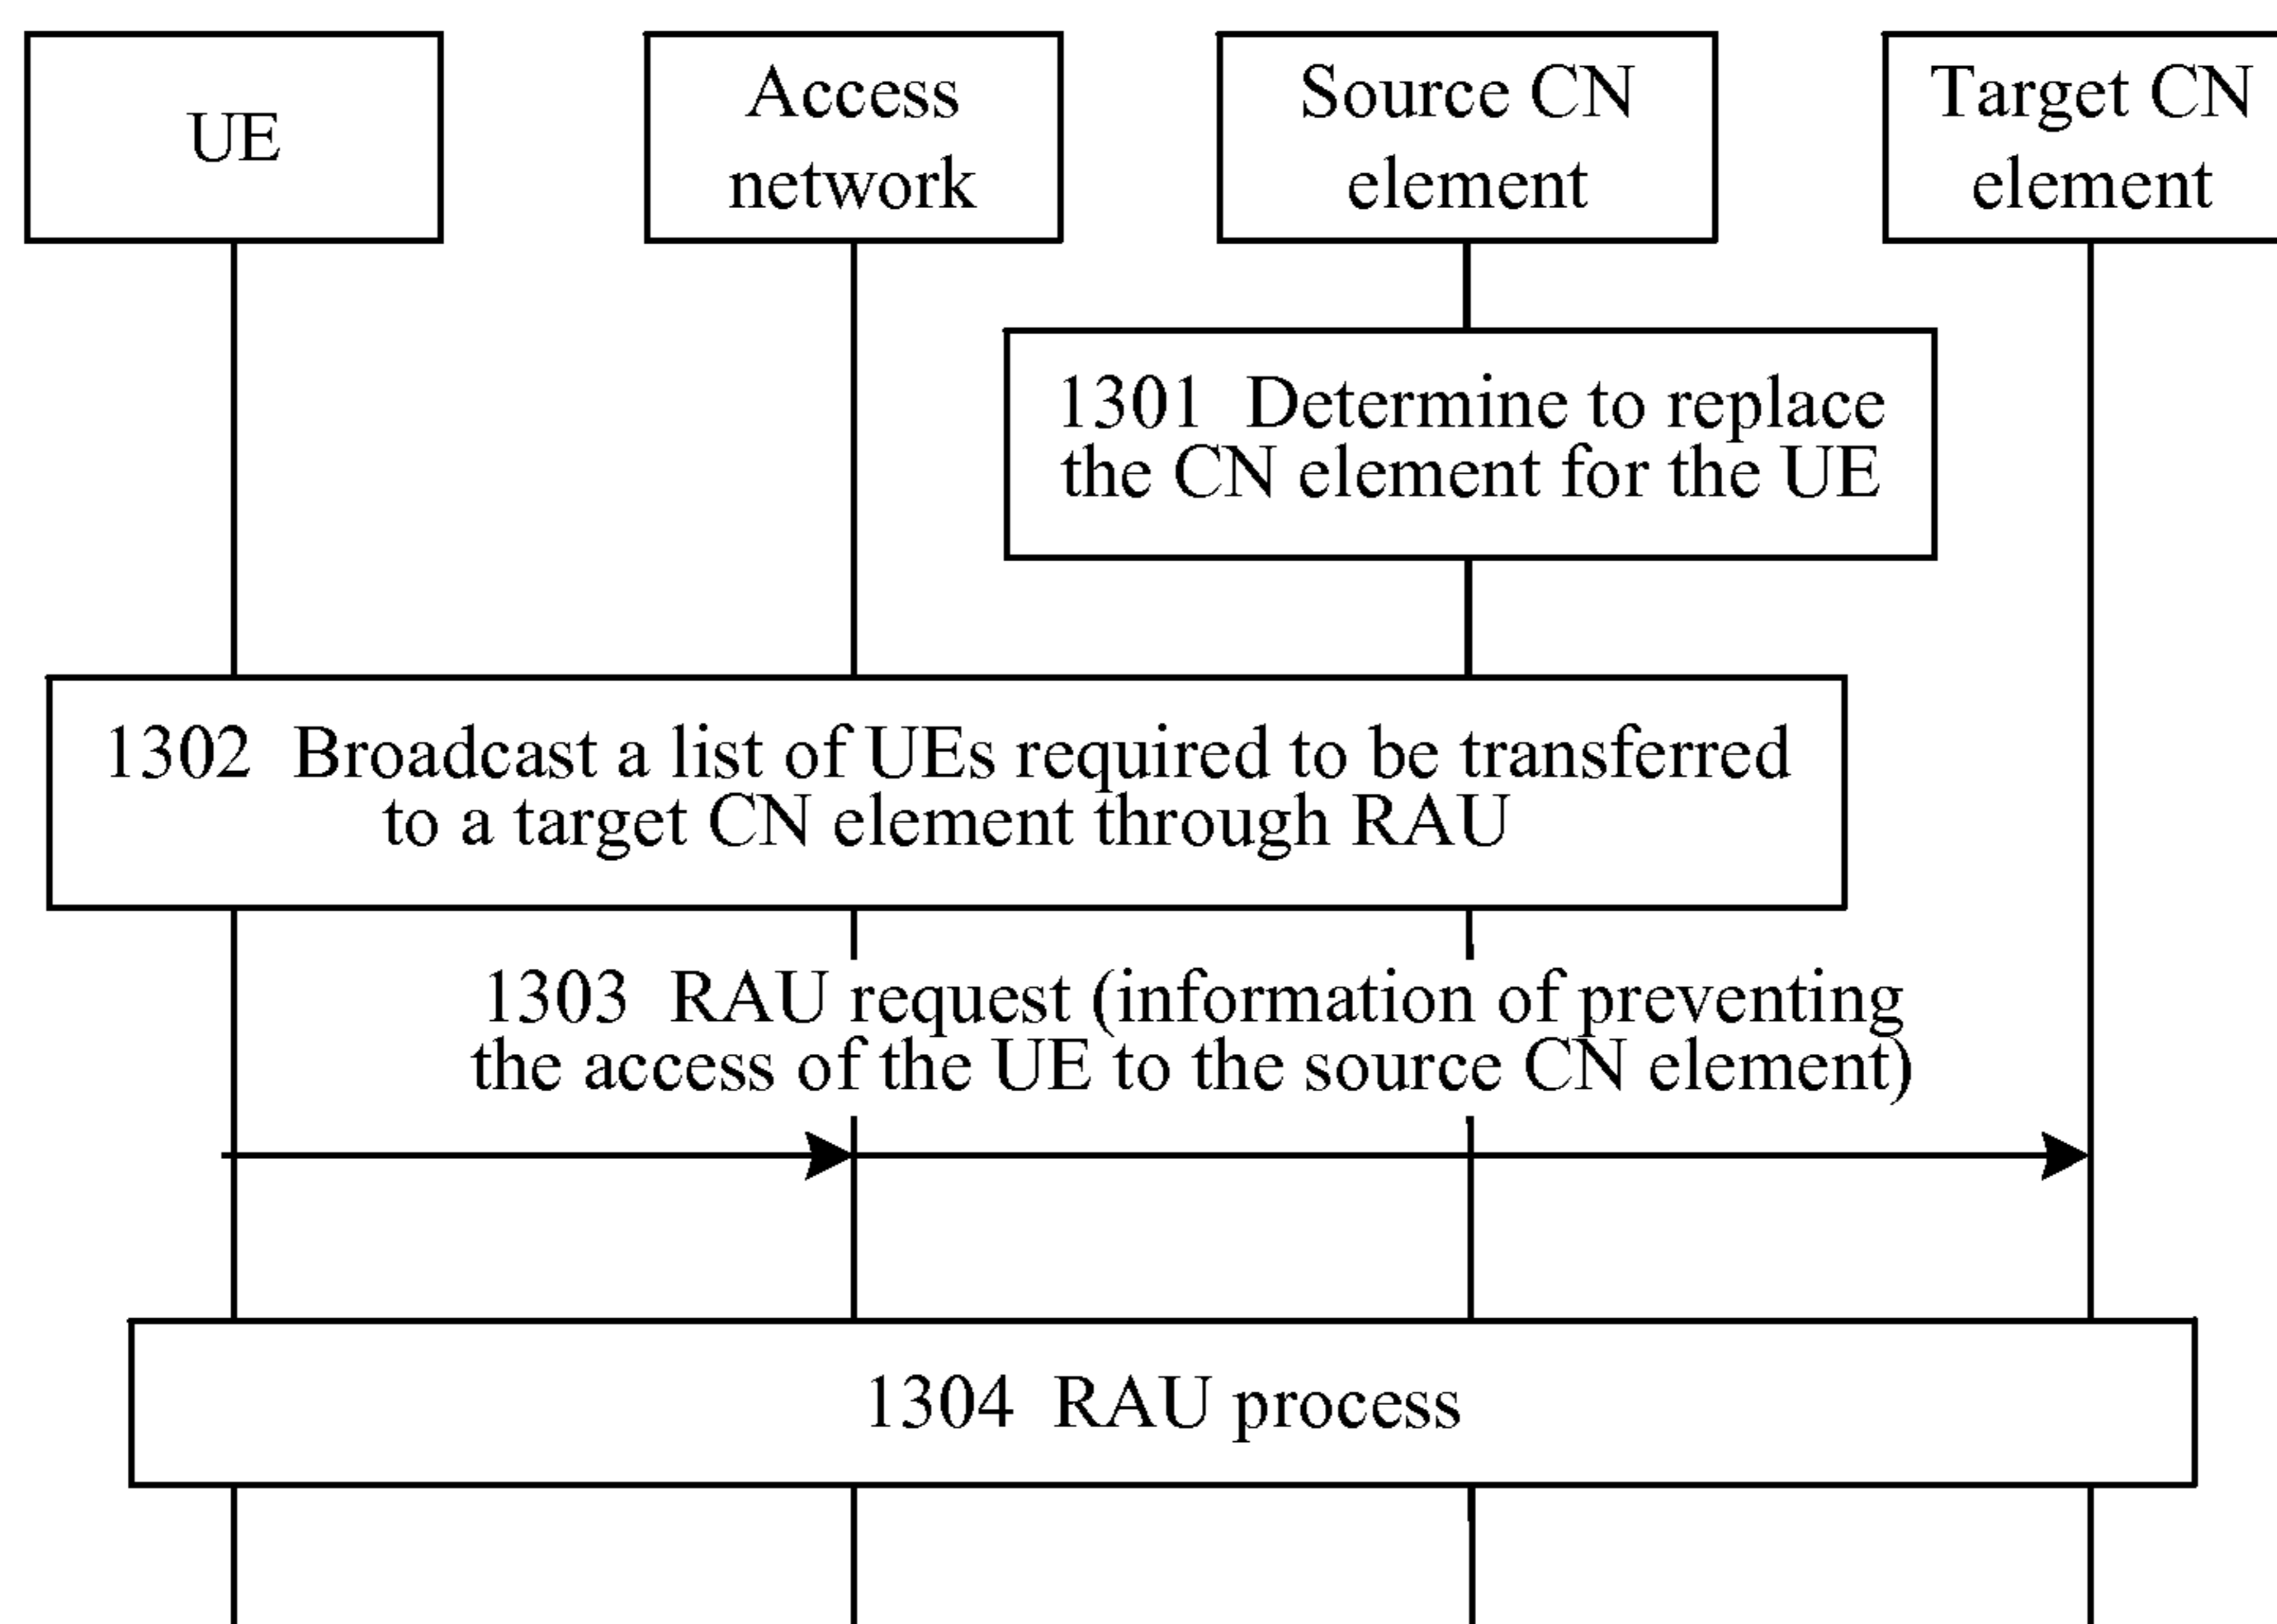 UE
Access
network
Source CN
element
Target CN
element
1301 Determine to replace
the CN element for the UE
1302 Broadcast a list of UEs required to be transferred
to a target CN element through RAU
1303 RAU request (information of preventing
the access of the UE to the source CN element)
1304 RAU process